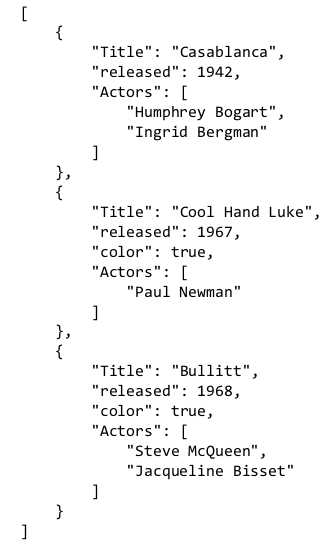 [
    {
        "Title": "Casablanca",
        "released": 1942,
        "Actors": [
            "Humphrey Bogart",
            "Ingrid Bergman"
        ]
    },
    {
        "Title": "Cool Hand Luke",
        "released": 1967,
        "color": true,
        "Actors": [
            "Paul Newman"
        ]
    },
    {
        "Title": "Bullitt",
        "released": 1968,
        "color": true,
        "Actors": [
            "Steve McQueen",
            "Jacqueline Bisset"
        ]
    }
]